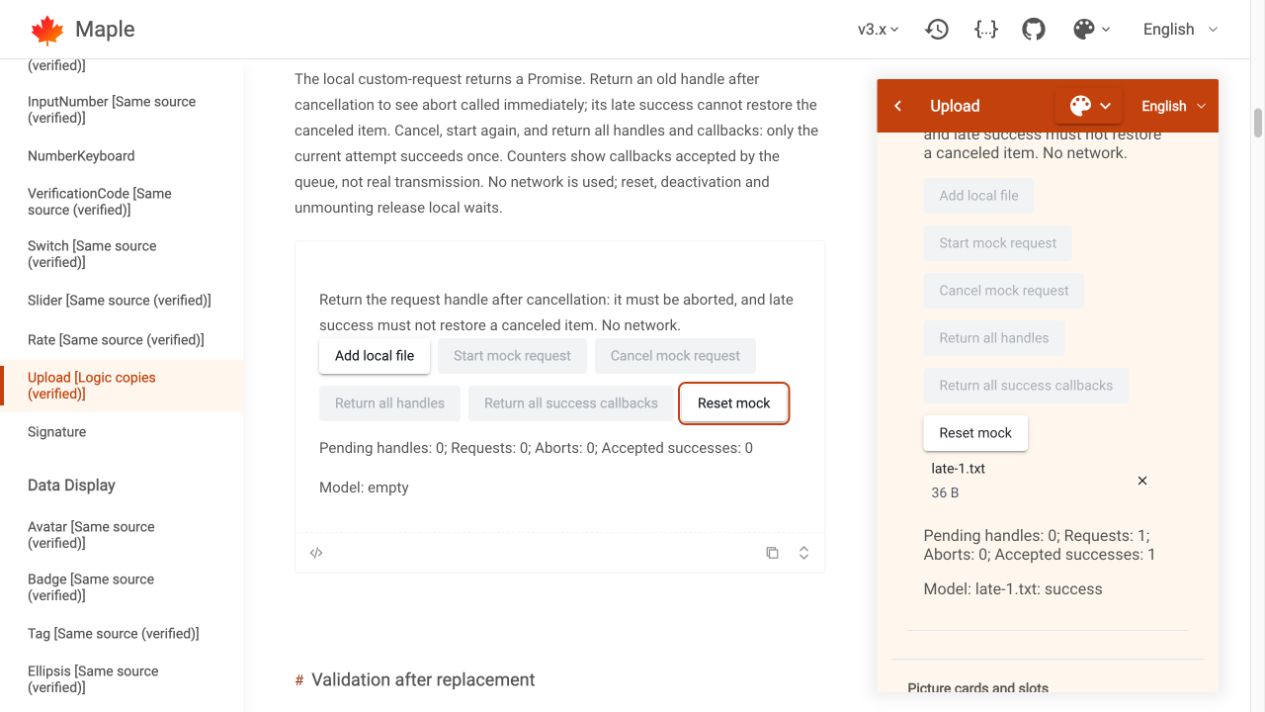 Maple
v3.x
{...}
English
(verified)]
InputNumber [Same source
(verified)]
NumberKeyboard
VerificationCode [Same
source (verified)]
Switch [Same source
(verified)]
Slider [Same source (verified)]
Rate [Same source (verified)]
Upload [Logic copies
(verified)]
Signature
Data Display
Avatar [Same source
(verified)]
Badge [Same source
(verified)]
Tag [Same source (verified)]
Ellipsis [Same source
(verified)]
The local custom-request returns a Promise. Return an old handle after
cancellation to see abort called immediately; its late success cannot restore the
canceled item. Cancel, start again, and return all handles and callbacks: only the
current attempt succeeds once. Counters show callbacks accepted by the
queue, not real transmission. No network is used; reset, deactivation and
unmounting release local waits.
Return the request handle after cancellation: it must be aborted, and late
success must not restore a canceled item. No network.
Add local file
Start mock request
Cancel mock request
Return all handles
Return all success callbacks
Reset mock
Pending handles: 0; Requests: 0; Aborts: 0; Accepted successes: 0
Model: empty
</>
# Validation after replacement
Upload
English
and late success must not restore
a canceled item. No network.
Add local file
Start mock request
Cancel mock request
Return all handles
Return all success callbacks
Reset mock
late-1.txt
36 B
Pending handles: 0; Requests: 1;
Aborts: 0; Accepted successes: 1
Model: late-1.txt: success
Picture cards and slots